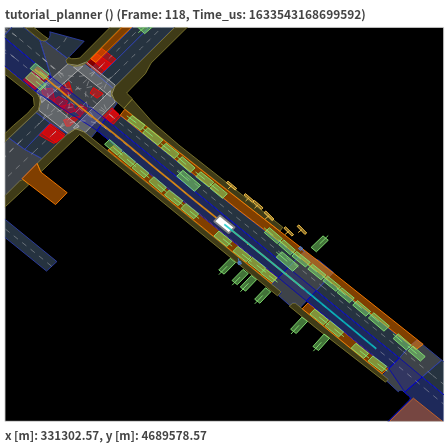 tutorial_planner () (Frame: 118, Time_us: 1633543168699592)
x [m]: 331302.57, y [m]: 4689578.57